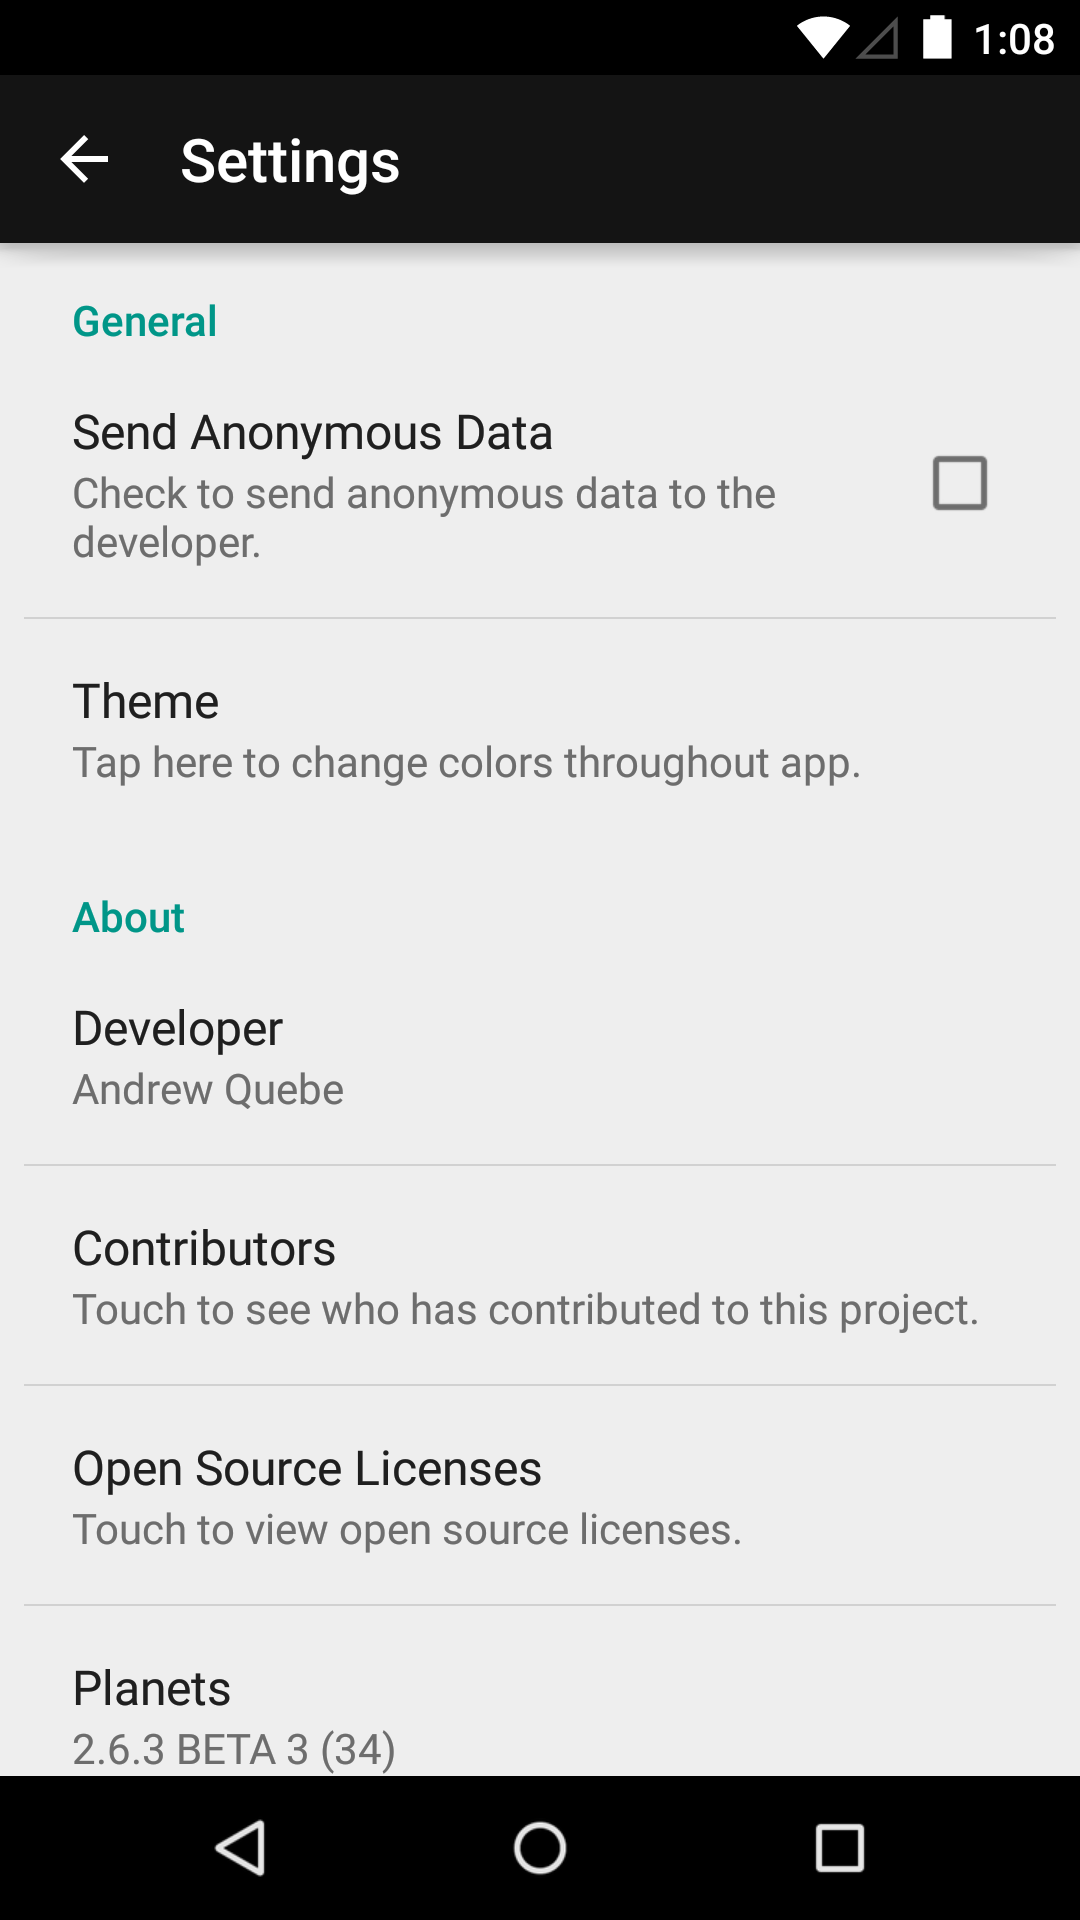 1:08
Settings
General
Send Anonymous Data
Check to send anonymous data to the
developer.
Theme
Tap here to change colors throughout app.
About
Developer
Andrew Quebe
Contributors
Touch to see who has contributed to this project.
Open Source Licenses
Touch to view open source licenses.
Planets
2.6.3 BETA 3 (34)